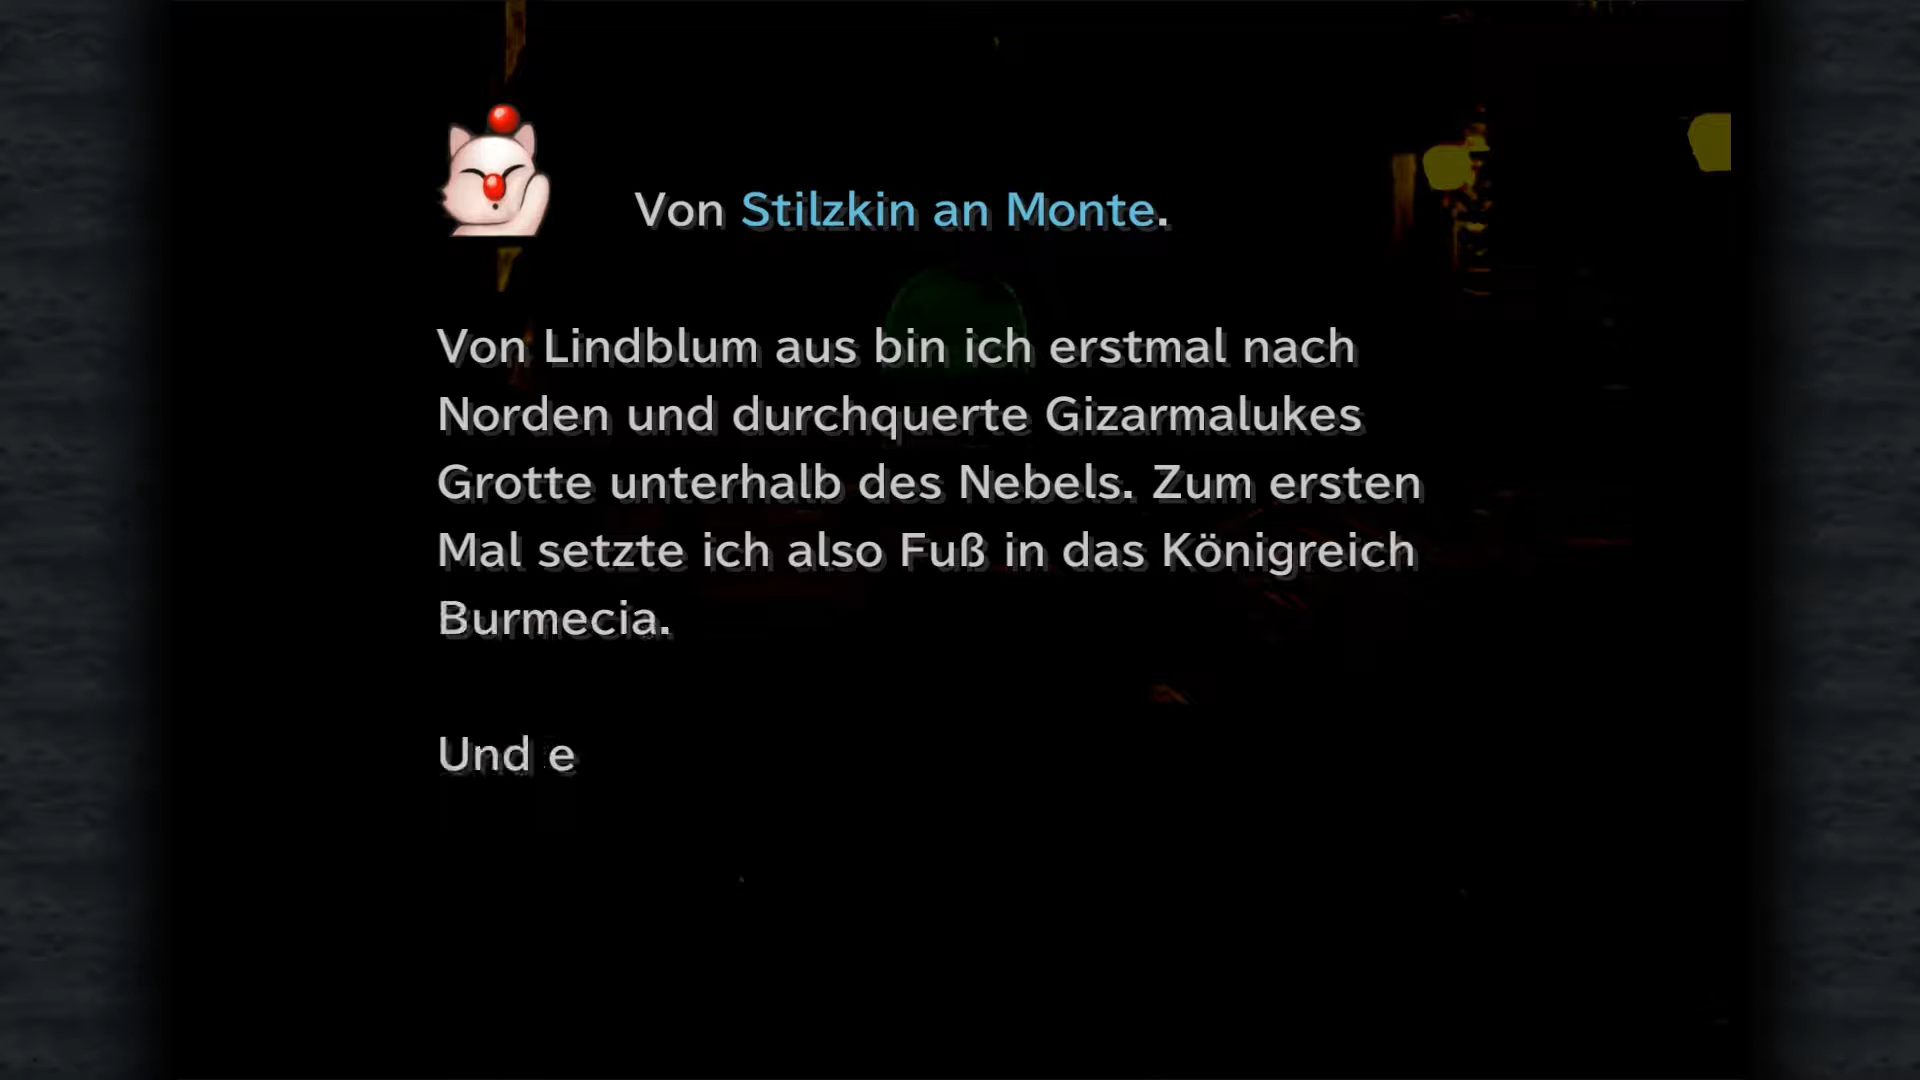 Von Stilzkin an Monte.
Von Lindblum aus bin ich erstmal nach
Norden und durchquerte Gizarmalukes
Grotte unterhalb des Nebels. Zum ersten
Mal setzte ich also Fuß in das Königreich
Burmecia.
Und e